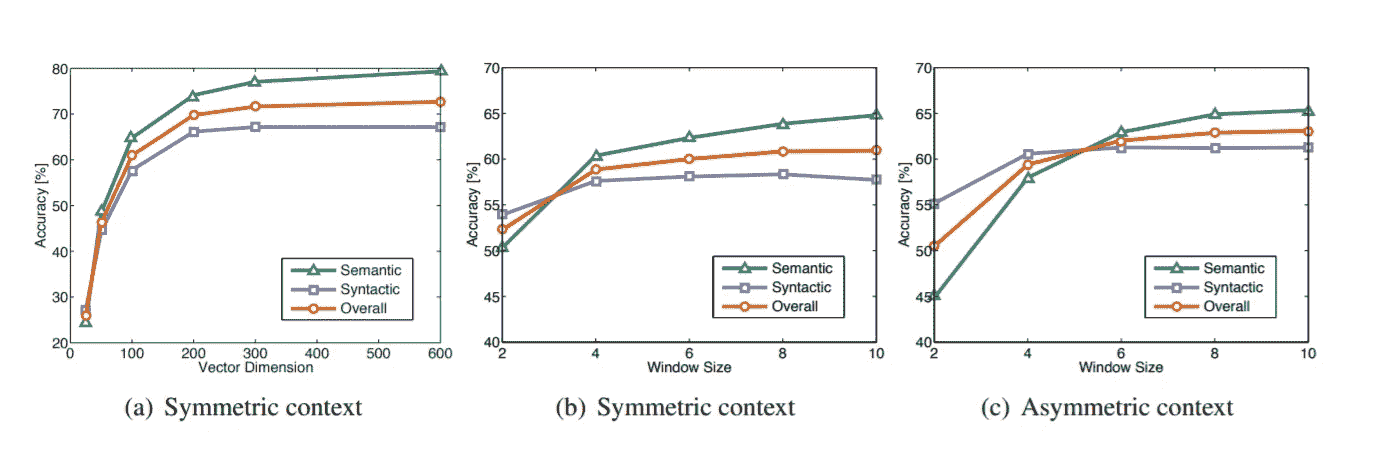 80
70
60
50
40
30
20
0
100
200
300
400
500
600
Accuracy [%]
Vector Dimension
Semantic
Syntactic
Overall
(a) Symmetric context
70
65
60
55
50
45
40
2
4
6
8
10
Accuracy [%]
Window Size
Semantic
Syntactic
Overall
(b) Symmetric context
70
65
60
55
50
45
40
2
4
6
8
10
Accuracy [%]
Window Size
Semantic
Syntactic
Overall
(c) Asymmetric context